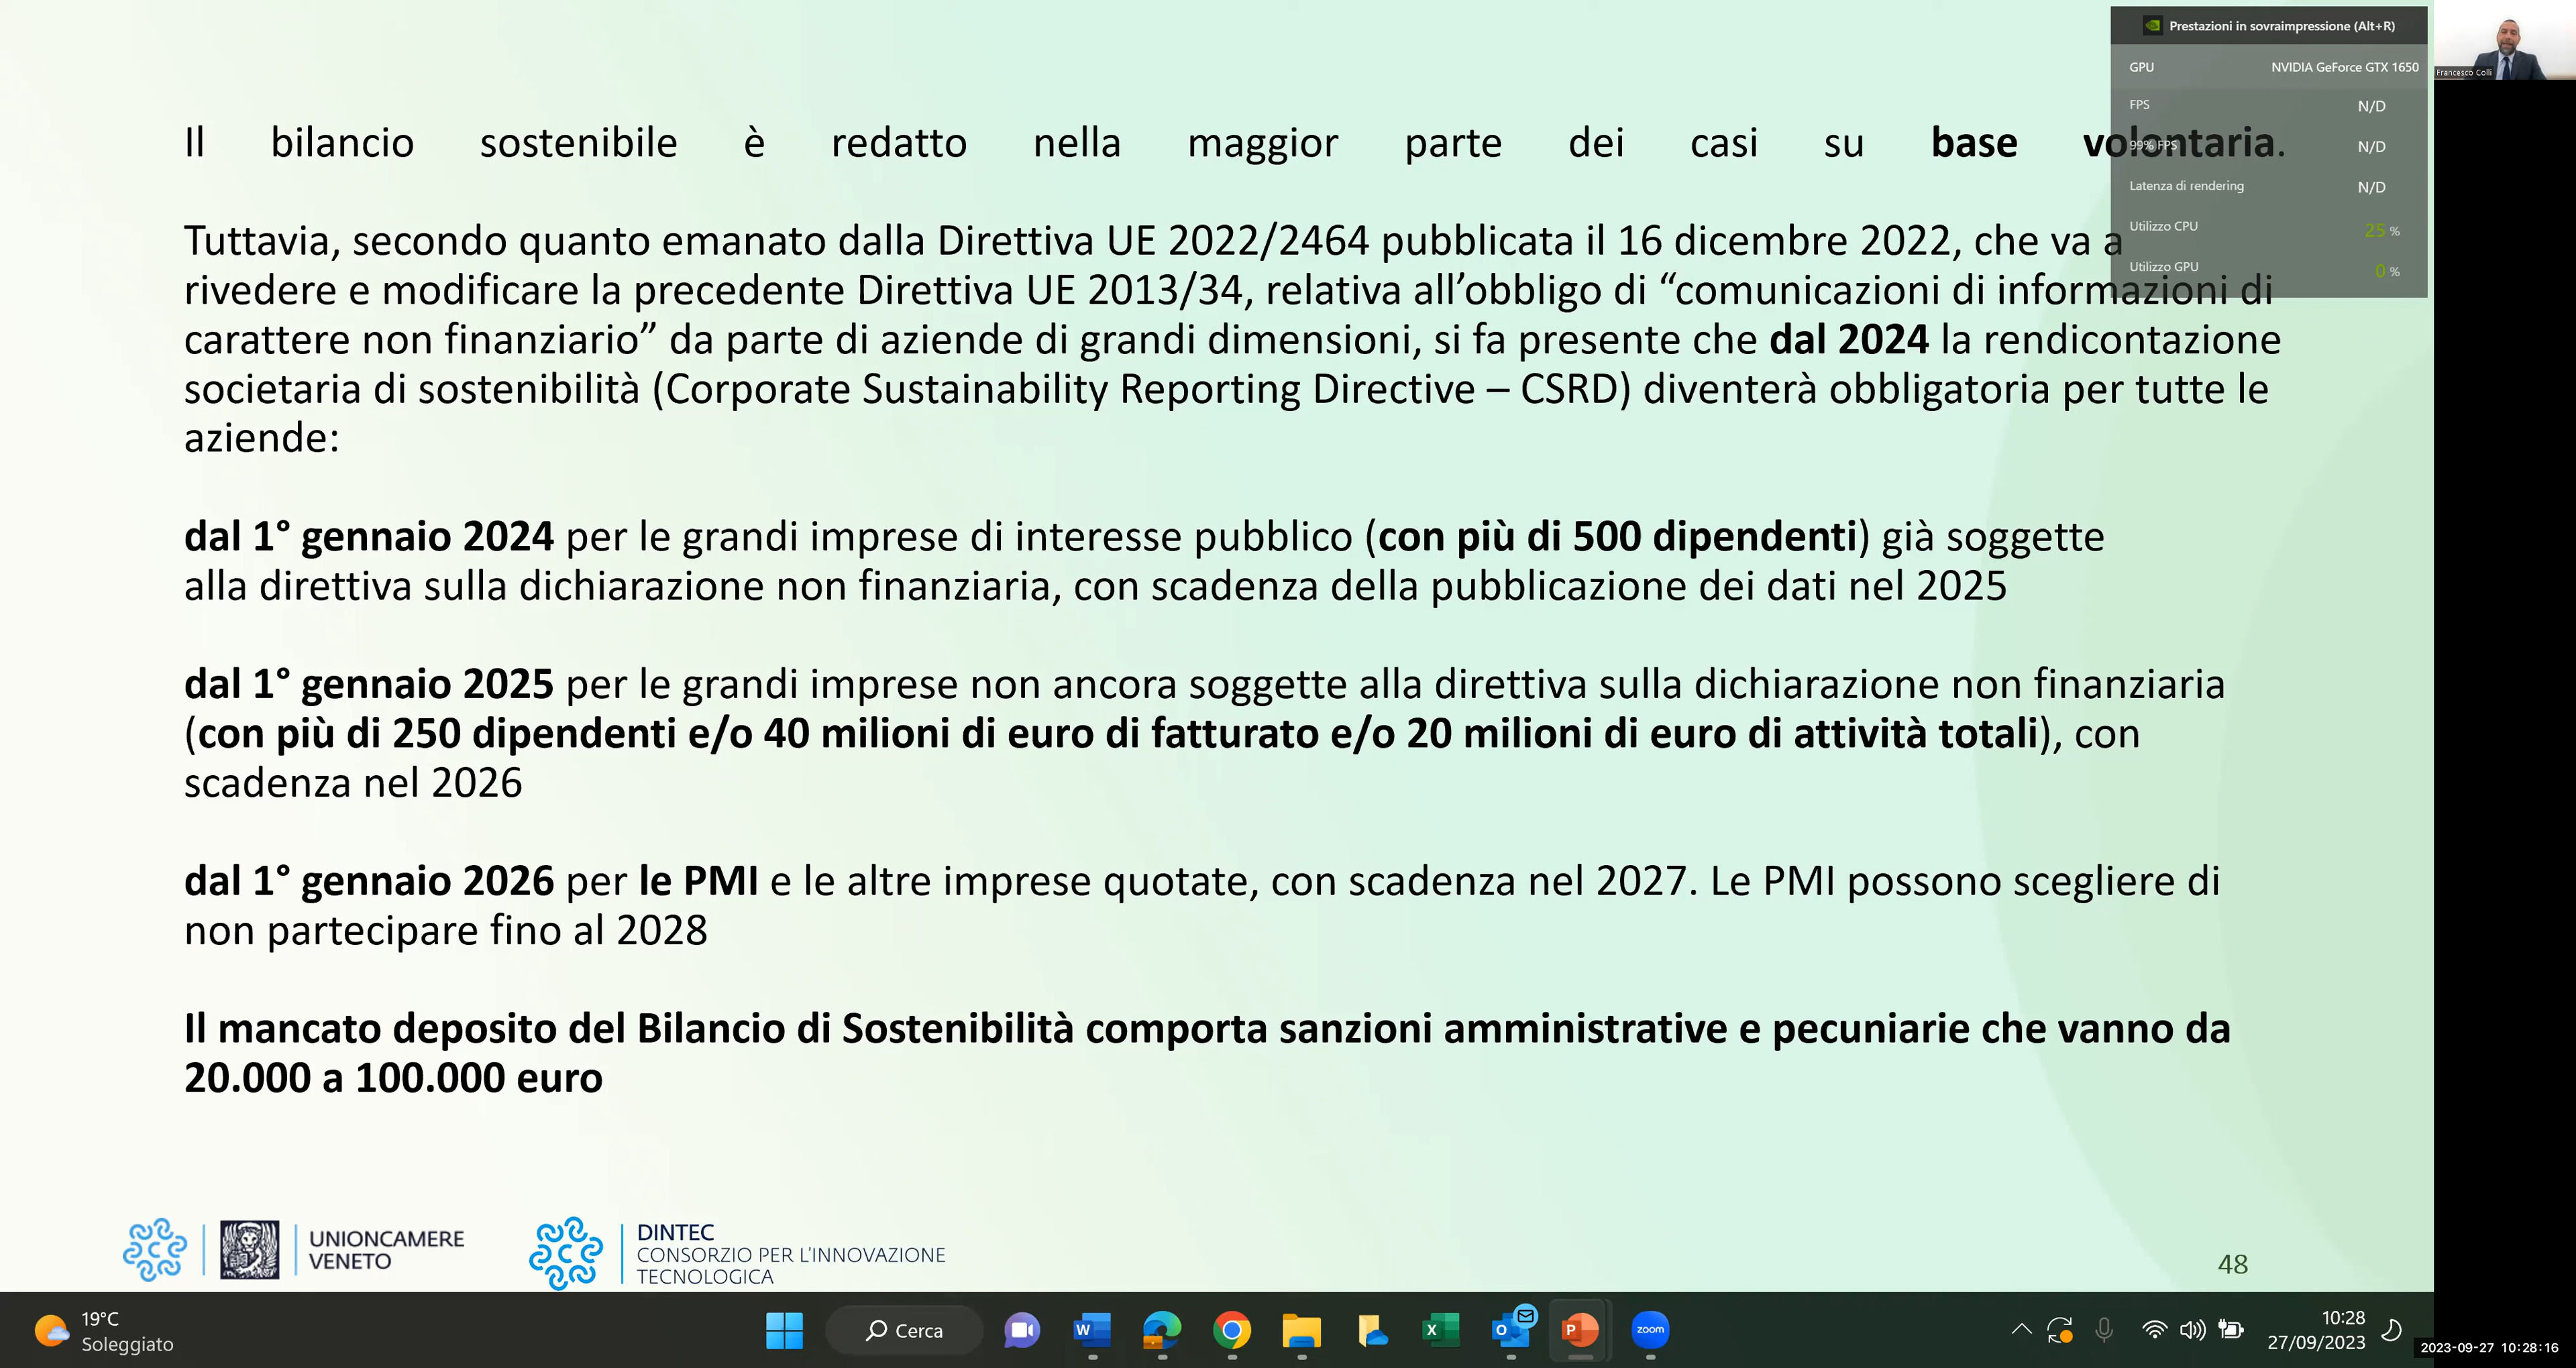 Prestazioni in sovraimpressione (Alt+R)
GPU NVIDIA GeForce GTX 1650
FPS N/D
99% FPS N/D
Latenza di rendering N/D
Utilizzo CPU 25 %
Utilizzo GPU 0 %
Francesco Colli
Il bilancio sostenibile è redatto nella maggior parte dei casi su base volontaria.
Tuttavia, secondo quanto emanato dalla Direttiva UE 2022/2464 pubblicata il 16 dicembre 2022, che va a
rivedere e modificare la precedente Direttiva UE 2013/34, relativa all’obbligo di “comunicazioni di informazioni di
carattere non finanziario” da parte di aziende di grandi dimensioni, si fa presente che dal 2024 la rendicontazione
societaria di sostenibilità (Corporate Sustainability Reporting Directive – CSRD) diventerà obbligatoria per tutte le
aziende:
dal 1° gennaio 2024 per le grandi imprese di interesse pubblico (con più di 500 dipendenti) già soggette
alla direttiva sulla dichiarazione non finanziaria, con scadenza della pubblicazione dei dati nel 2025
dal 1° gennaio 2025 per le grandi imprese non ancora soggette alla direttiva sulla dichiarazione non finanziaria
(con più di 250 dipendenti e/o 40 milioni di euro di fatturato e/o 20 milioni di euro di attività totali), con
scadenza nel 2026
dal 1° gennaio 2026 per le PMI e le altre imprese quotate, con scadenza nel 2027. Le PMI possono scegliere di
non partecipare fino al 2028
Il mancato deposito del Bilancio di Sostenibilità comporta sanzioni amministrative e pecuniarie che vanno da
20.000 a 100.000 euro
UNIONCAMERE
VENETO
DINTEC
CONSORZIO PER L'INNOVAZIONE
TECNOLOGICA
48
19°C
Soleggiato
Cerca
zoom
10:28
27/09/2023
2023-09-27 10:28:16